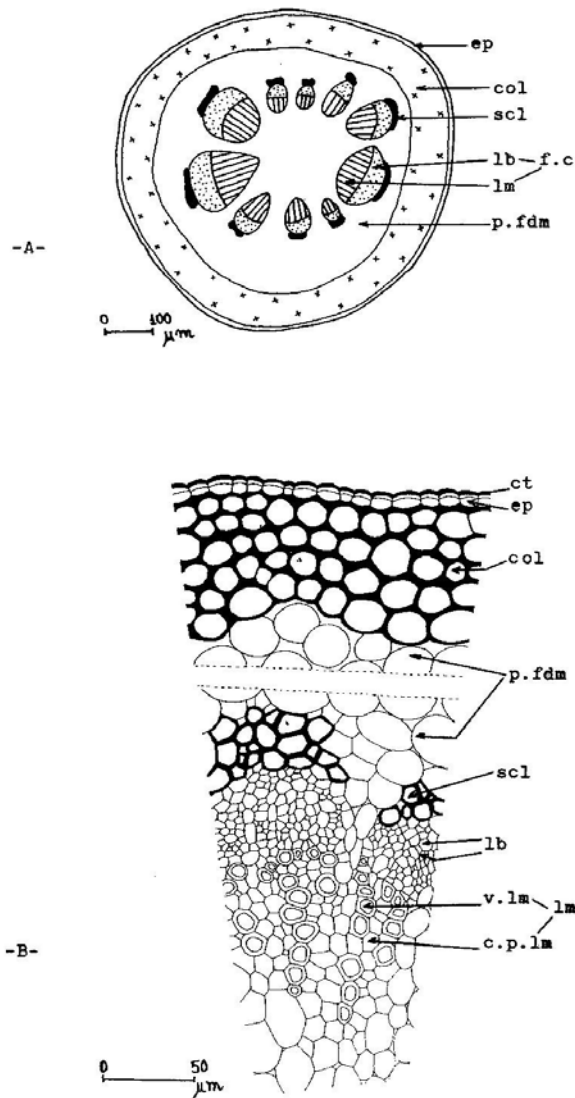 ep
col
scl
lb
f.c
lm
p.fdm
-A-
0 100
μm
ct
ep
col
p.fdm
scl
lb
v.lm
lm
c.p.lm
-B-
0 50
μm